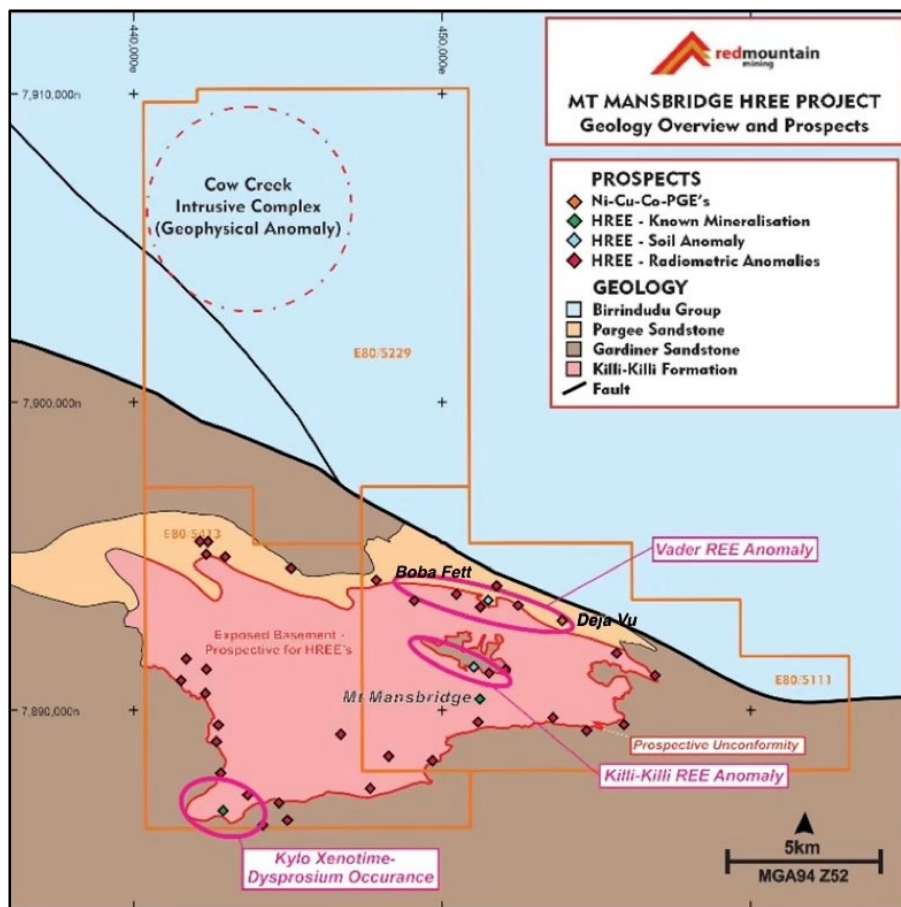 440,000e
450,000e
7,910,000n
7,900,000n
7,890,000n
redmountain
mining
MT MANSBRIDGE HREE PROJECT
Geology Overview and Prospects
PROSPECTS
Ni-Cu-Co-PGE's
HREE - Known Mineralisation
HREE - Soil Anomaly
HREE - Radiometric Anomalies
GEOLOGY
Birrindudu Group
Pargee Sandstone
Gardiner Sandstone
Killi-Killi Formation
Fault
Cow Creek
Intrusive Complex
(Geophysical Anomaly)
E80/5229
E80/5413
Vader REE Anomaly
Boba Fett
Deja Vu
Exposed Basement -
Prospective for HREE's
Mt Mansbridge
E80/5111
Prospective Unconformity
Killi-Killi REE Anomaly
Kylo Xenotime-
Dysprosium Occurance
5km
MGA94 Z52